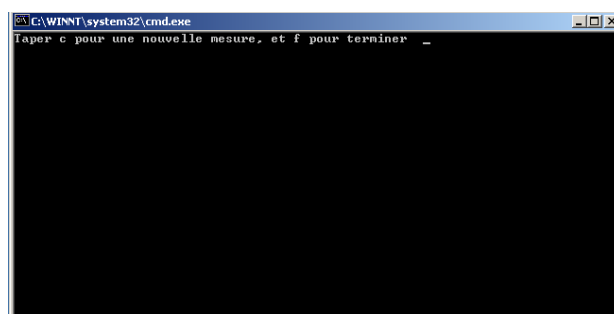 C:\WINNT\system32\cmd.exe
Taper c pour une nouvelle mesure, et f pour terminer _